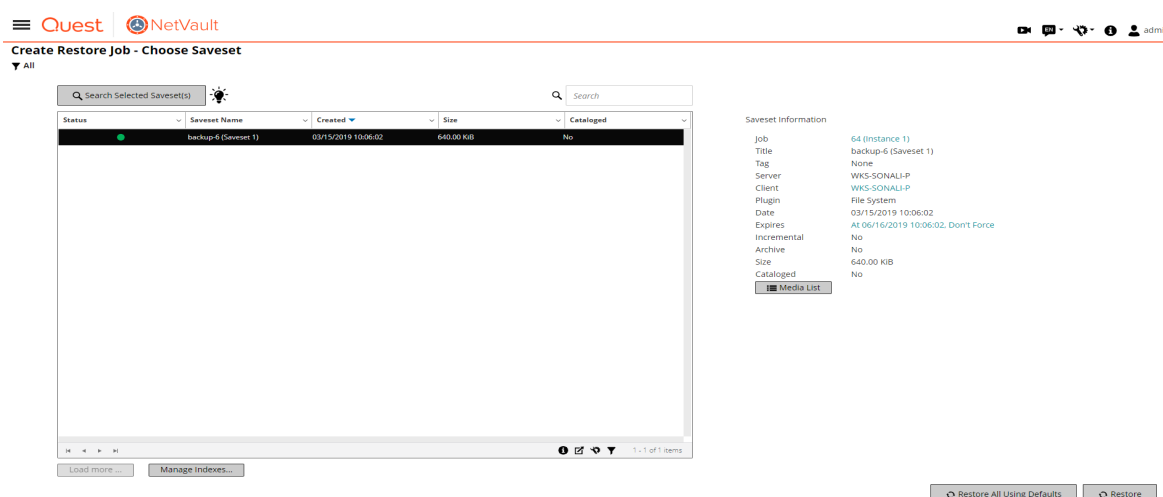 Quest NetVault
EN
admi
Create Restore Job - Choose Saveset
All
Search Selected Saveset(s)
Search
Status Saveset Name Created Size Cataloged
backup-6 (Saveset 1) 03/15/2019 10:06:02 640.00 KiB No
1 - 1 of 1 items
Load more ... Manage Indexes...
Saveset Information
Job 64 (Instance 1)
Title backup-6 (Saveset 1)
Tag None
Server WKS-SONALI-P
Client WKS-SONALI-P
Plugin File System
Date 03/15/2019 10:06:02
Expires At 06/16/2019 10:06:02, Don't Force
Incremental No
Archive No
Size 640.00 KiB
Cataloged No
Media List
Restore All Using Defaults Restore